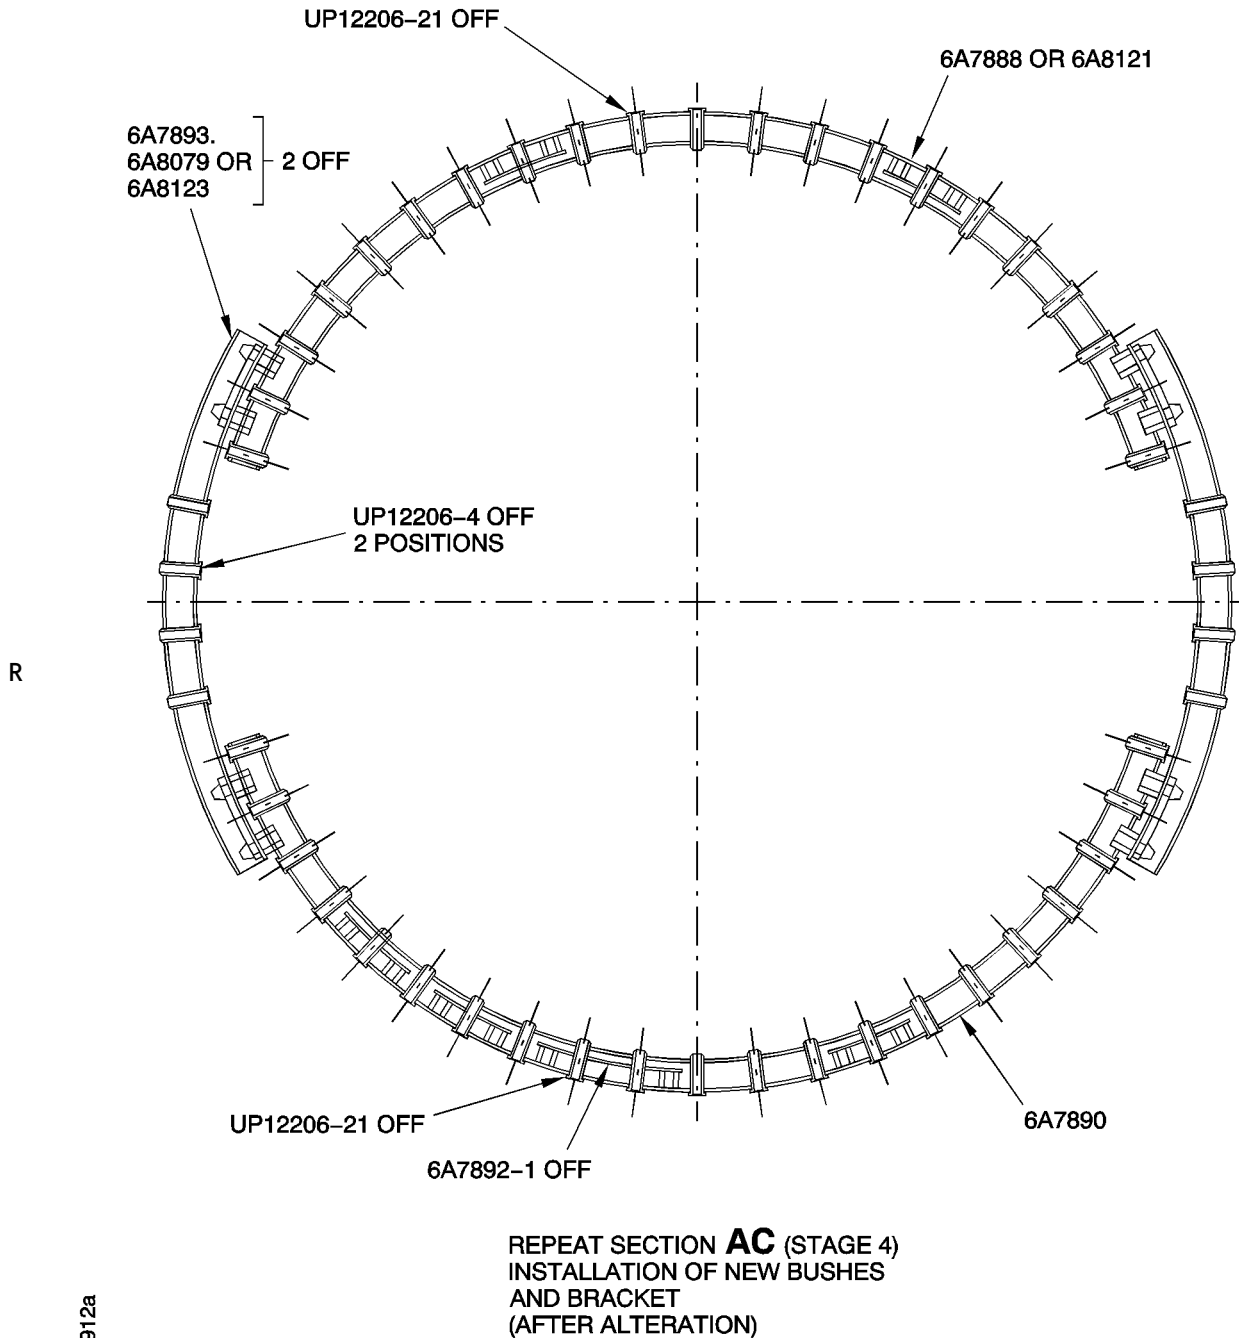 UP12206–21 OFF
6A7888 OR 6A8121
6A7893.
6A8079 OR
6A8123
2 OFF
UP12206–4 OFF
2 POSITIONS
R
UP12206–21 OFF
6A7892–1 OFF
6A7890
REPEAT SECTION AC (STAGE 4)
INSTALLATION OF NEW BUSHES
AND BRACKET
(AFTER ALTERATION)
912a